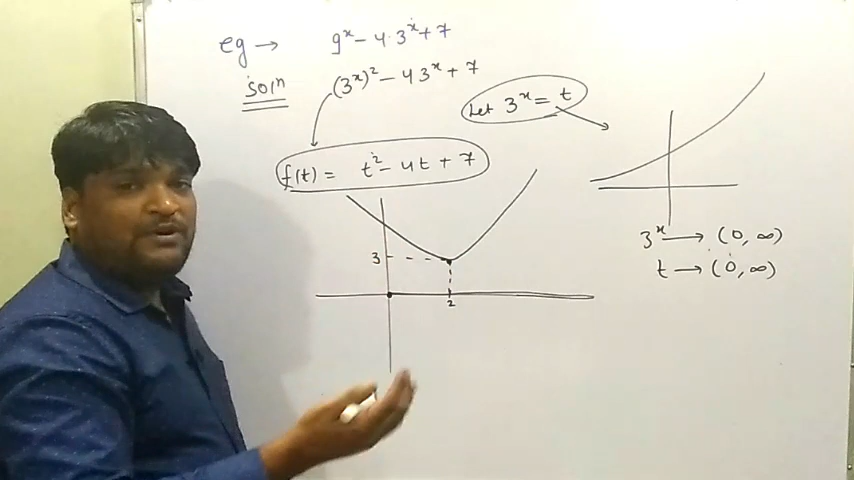 eg → 9^x - 4·3^x + 7
Soln (3^x)^2 - 4 3^x + 7
Let 3^x = t
f(t) = t^2 - 4t + 7
3
2
3^x → (0, ∞)
t → (0, ∞)